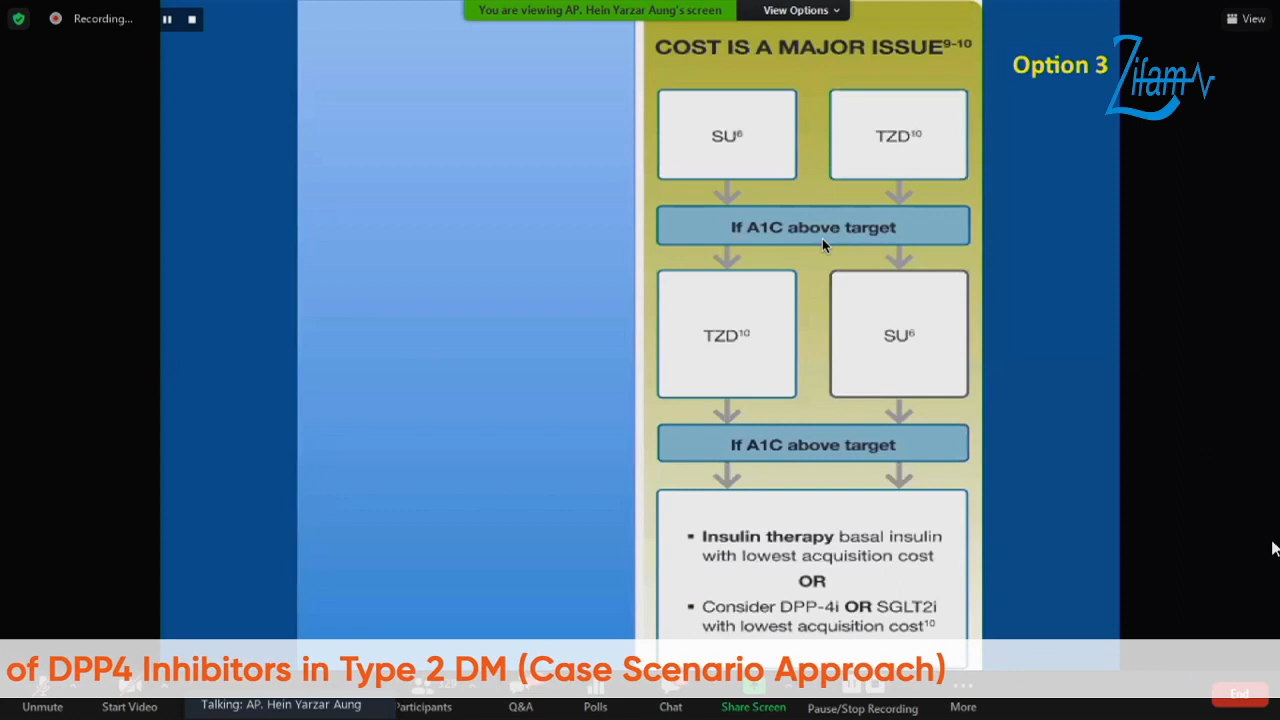 Recording...
You are viewing AP. Hein Yarzar Aung's screen
View Options
View
COST IS A MAJOR ISSUE9-10
Option 3
Zifam
SU6
TZD10
If A1C above target
TZD10
SU6
If A1C above target
▪ Insulin therapy basal insulin
with lowest acquisition cost
OR
▪ Consider DPP-4i OR SGLT2i
with lowest acquisition cost10
of DPP4 Inhibitors in Type 2 DM (Case Scenario Approach)
Unmute
Start Video
Talking: AP. Hein Yarzar Aung
Participants
Q&A
Polls
Chat
Share Screen
Pause/Stop Recording
More
End